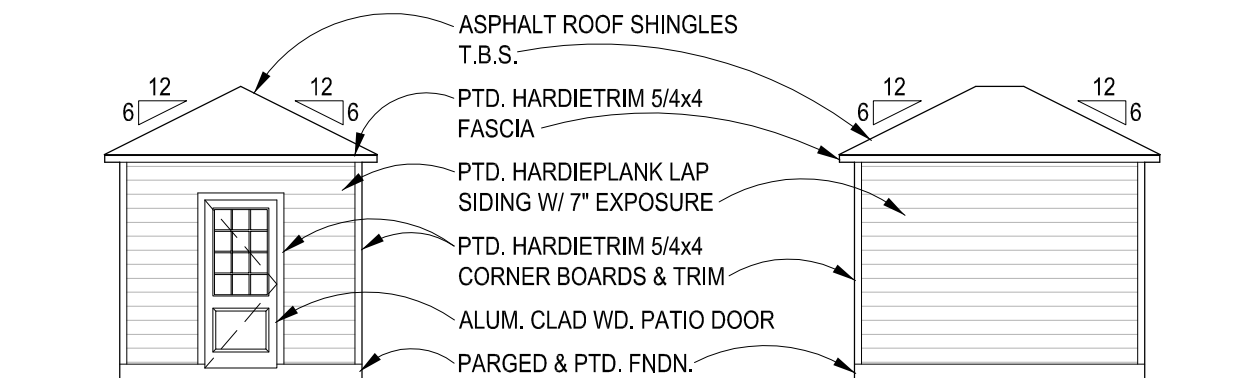 ASPHALT ROOF SHINGLES
T.B.S.
12
6
12
6
PTD. HARDIETRIM 5/4x4
FASCIA
12
6
12
6
PTD. HARDIEPLANK LAP
SIDING W/ 7" EXPOSURE
PTD. HARDIETRIM 5/4x4
CORNER BOARDS & TRIM
ALUM. CLAD WD. PATIO DOOR
PARGED & PTD. FNDN.